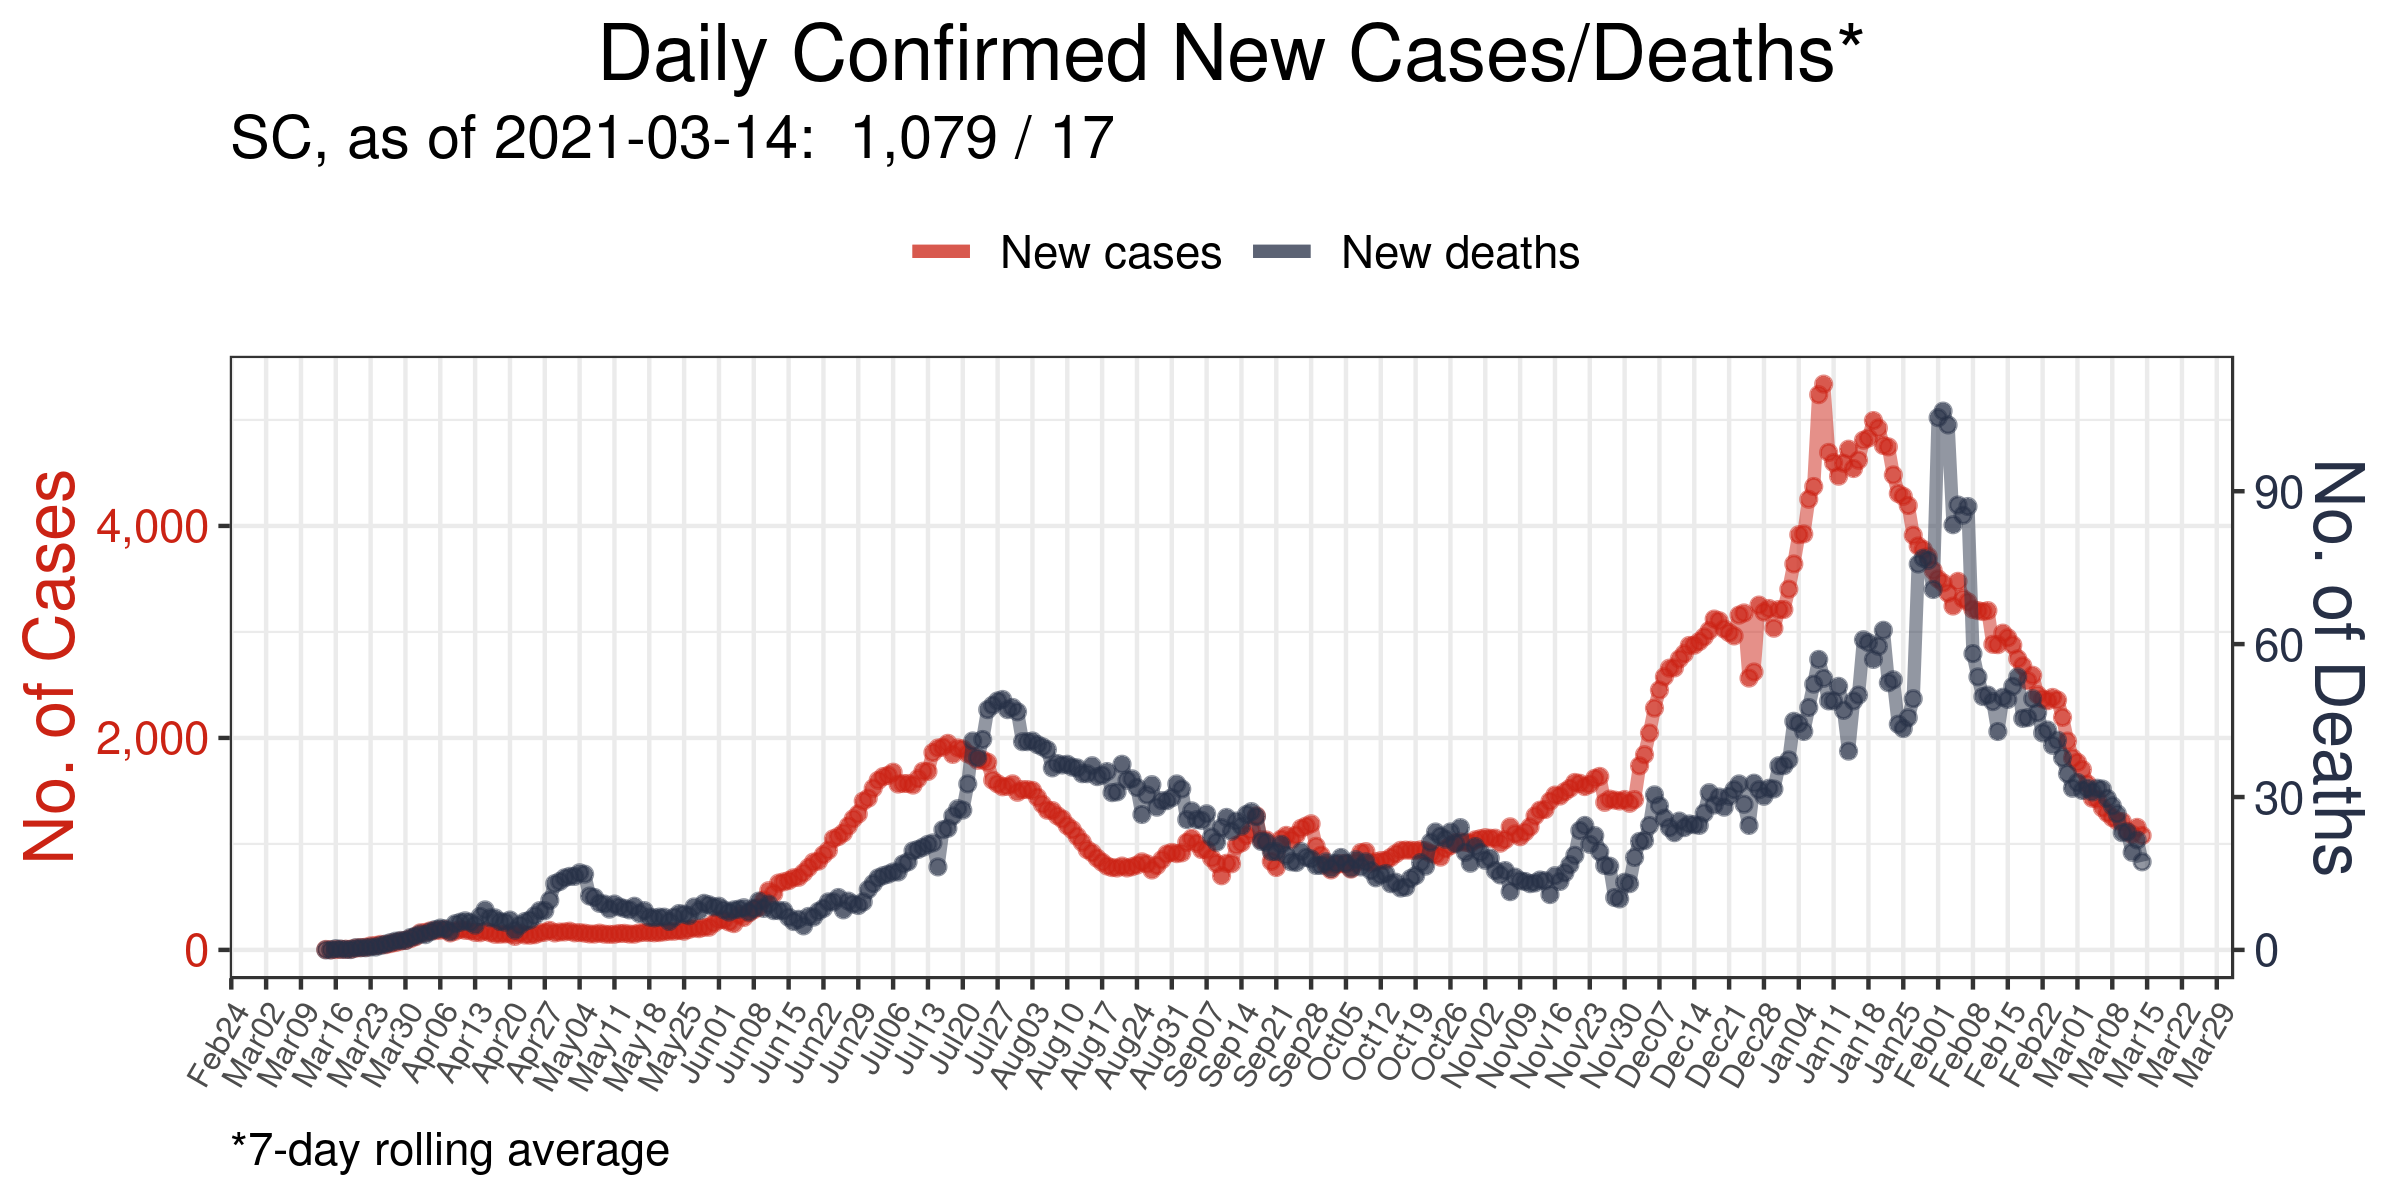 Daily Confirmed New Cases/Deaths*
SC, as of 2021-03-14:  1,079 / 17
New cases
New deaths
No. of Cases
4,000
2,000
0
No. of Deaths
90
60
30
0
Feb24
Mar02
Mar09
Mar16
Mar23
Mar30
Apr06
Apr13
Apr20
Apr27
May04
May11
May18
May25
Jun01
Jun08
Jun15
Jun22
Jun29
Jul06
Jul13
Jul20
Jul27
Aug03
Aug10
Aug17
Aug24
Aug31
Sep07
Sep14
Sep21
Sep28
Oct05
Oct12
Oct19
Oct26
Nov02
Nov09
Nov16
Nov23
Nov30
Dec07
Dec14
Dec21
Dec28
Jan04
Jan11
Jan18
Jan25
Feb01
Feb08
Feb15
Feb22
Mar01
Mar08
Mar15
Mar22
Mar29
*7-day rolling average